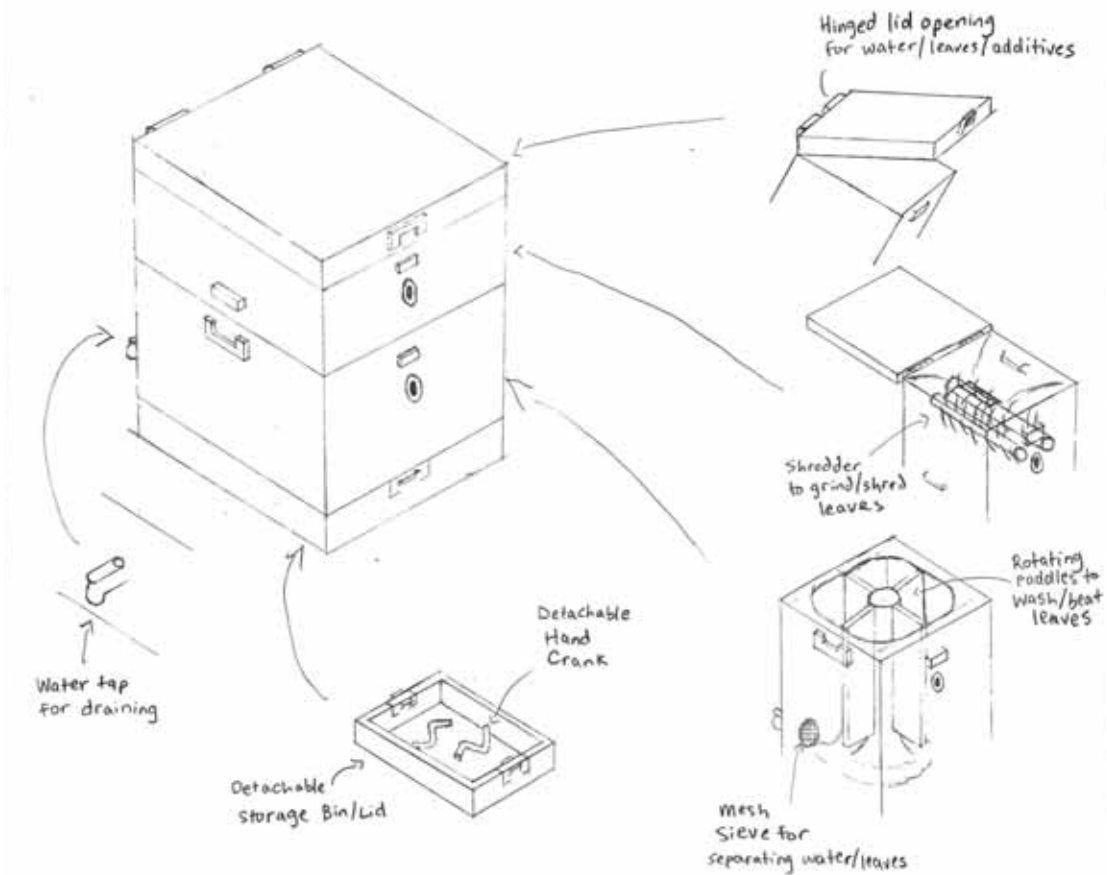 Hinged lid opening
for water/leaves/additives
Shredder
to grind/shred
leaves
Rotating
paddles to
wash/beat
leaves
Detachable
Hand
Crank
Water tap
for draining
Detachable
Storage Bin/Lid
mesh
Sieve for
separating water/leaves